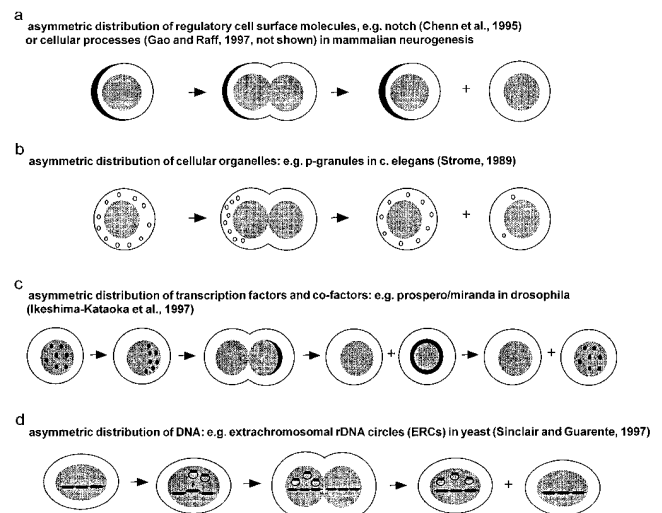 a
asymmetric distribution of regulatory cell surface molecules, e.g. notch (Chenn et al., 1995)
or cellular processes (Gao and Raff, 1997, not shown) in mammalian neurogenesis
+
b
asymmetric distribution of cellular organelles: e.g. p-granules in c. elegans (Strome, 1989)
+
c
asymmetric distribution of transcription factors and co-factors: e.g. prospero/miranda in drosophila
(Ikeshima-Kataoka et al., 1997)
+ +
d
asymmetric distribution of DNA: e.g. extrachromosomal rDNA circles (ERCs) in yeast (Sinclair and Guarente, 1997)
+